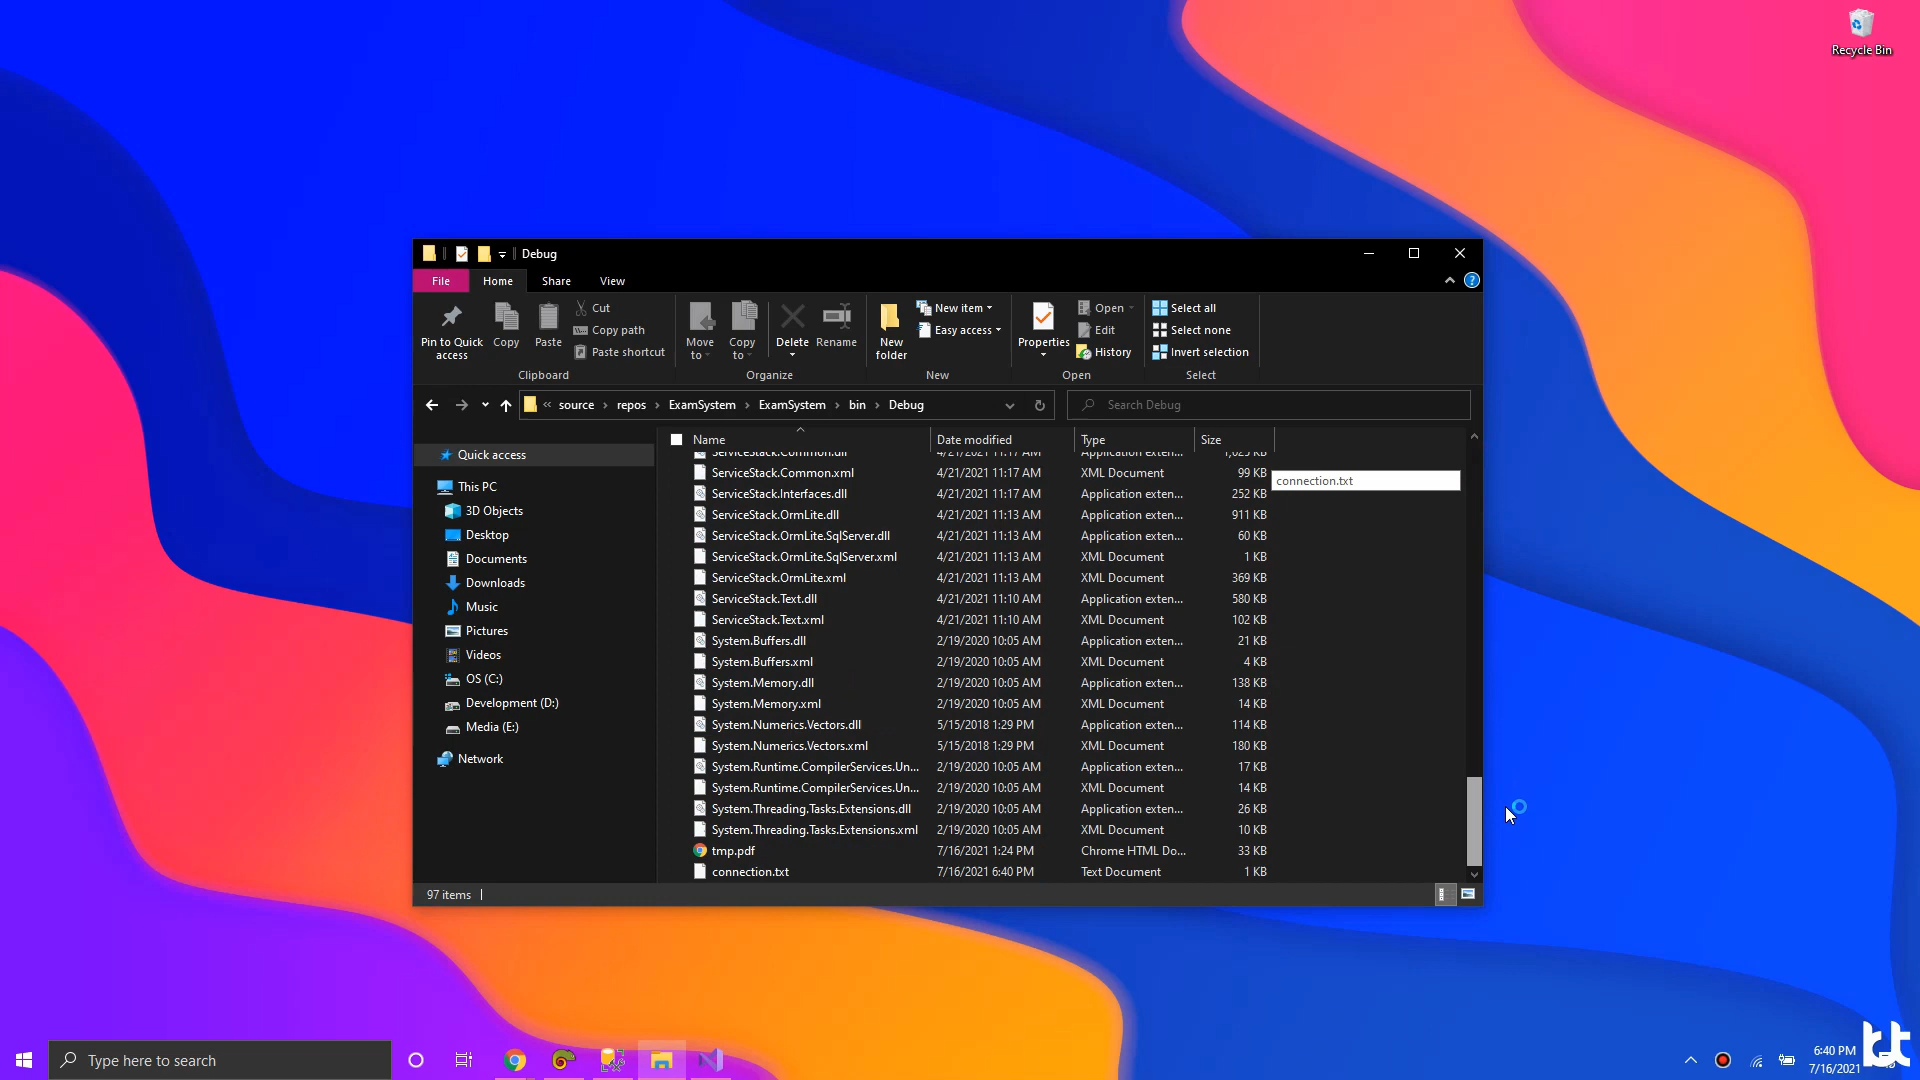 Recycle Bin
Debug
File Home Share View
Pin to Quick access
Copy
Paste
Cut
Copy path
Paste shortcut
Clipboard
Move to
Copy to
Delete
Rename
Organize
New folder
New item
Easy access
New
Properties
Open
Edit
History
Open
Select all
Select none
Invert selection
Select
« source › repos › ExamSystem › ExamSystem › bin › Debug
Search Debug
Quick access
This PC
3D Objects
Desktop
Documents
Downloads
Music
Pictures
Videos
OS (C:)
Development (D:)
Media (E:)
Network
Name Date modified Type Size
ServiceStack.Common.dll 4/21/2021 11:17 AM Application exten... 1,025 KB
ServiceStack.Common.xml 4/21/2021 11:17 AM XML Document 99 KB
connection.txt
ServiceStack.Interfaces.dll 4/21/2021 11:17 AM Application exten... 252 KB
ServiceStack.OrmLite.dll 4/21/2021 11:13 AM Application exten... 911 KB
ServiceStack.OrmLite.SqlServer.dll 4/21/2021 11:13 AM Application exten... 60 KB
ServiceStack.OrmLite.SqlServer.xml 4/21/2021 11:13 AM XML Document 1 KB
ServiceStack.OrmLite.xml 4/21/2021 11:13 AM XML Document 369 KB
ServiceStack.Text.dll 4/21/2021 11:10 AM Application exten... 580 KB
ServiceStack.Text.xml 4/21/2021 11:10 AM XML Document 102 KB
System.Buffers.dll 2/19/2020 10:05 AM Application exten... 21 KB
System.Buffers.xml 2/19/2020 10:05 AM XML Document 4 KB
System.Memory.dll 2/19/2020 10:05 AM Application exten... 138 KB
System.Memory.xml 2/19/2020 10:05 AM XML Document 14 KB
System.Numerics.Vectors.dll 5/15/2018 1:29 PM Application exten... 114 KB
System.Numerics.Vectors.xml 5/15/2018 1:29 PM XML Document 180 KB
System.Runtime.CompilerServices.Un... 2/19/2020 10:05 AM Application exten... 17 KB
System.Runtime.CompilerServices.Un... 2/19/2020 10:05 AM XML Document 14 KB
System.Threading.Tasks.Extensions.dll 2/19/2020 10:05 AM Application exten... 26 KB
System.Threading.Tasks.Extensions.xml 2/19/2020 10:05 AM XML Document 10 KB
tmp.pdf 7/16/2021 1:24 PM Chrome HTML Do... 33 KB
connection.txt 7/16/2021 6:40 PM Text Document 1 KB
97 items
Type here to search
6:40 PM
7/16/2021